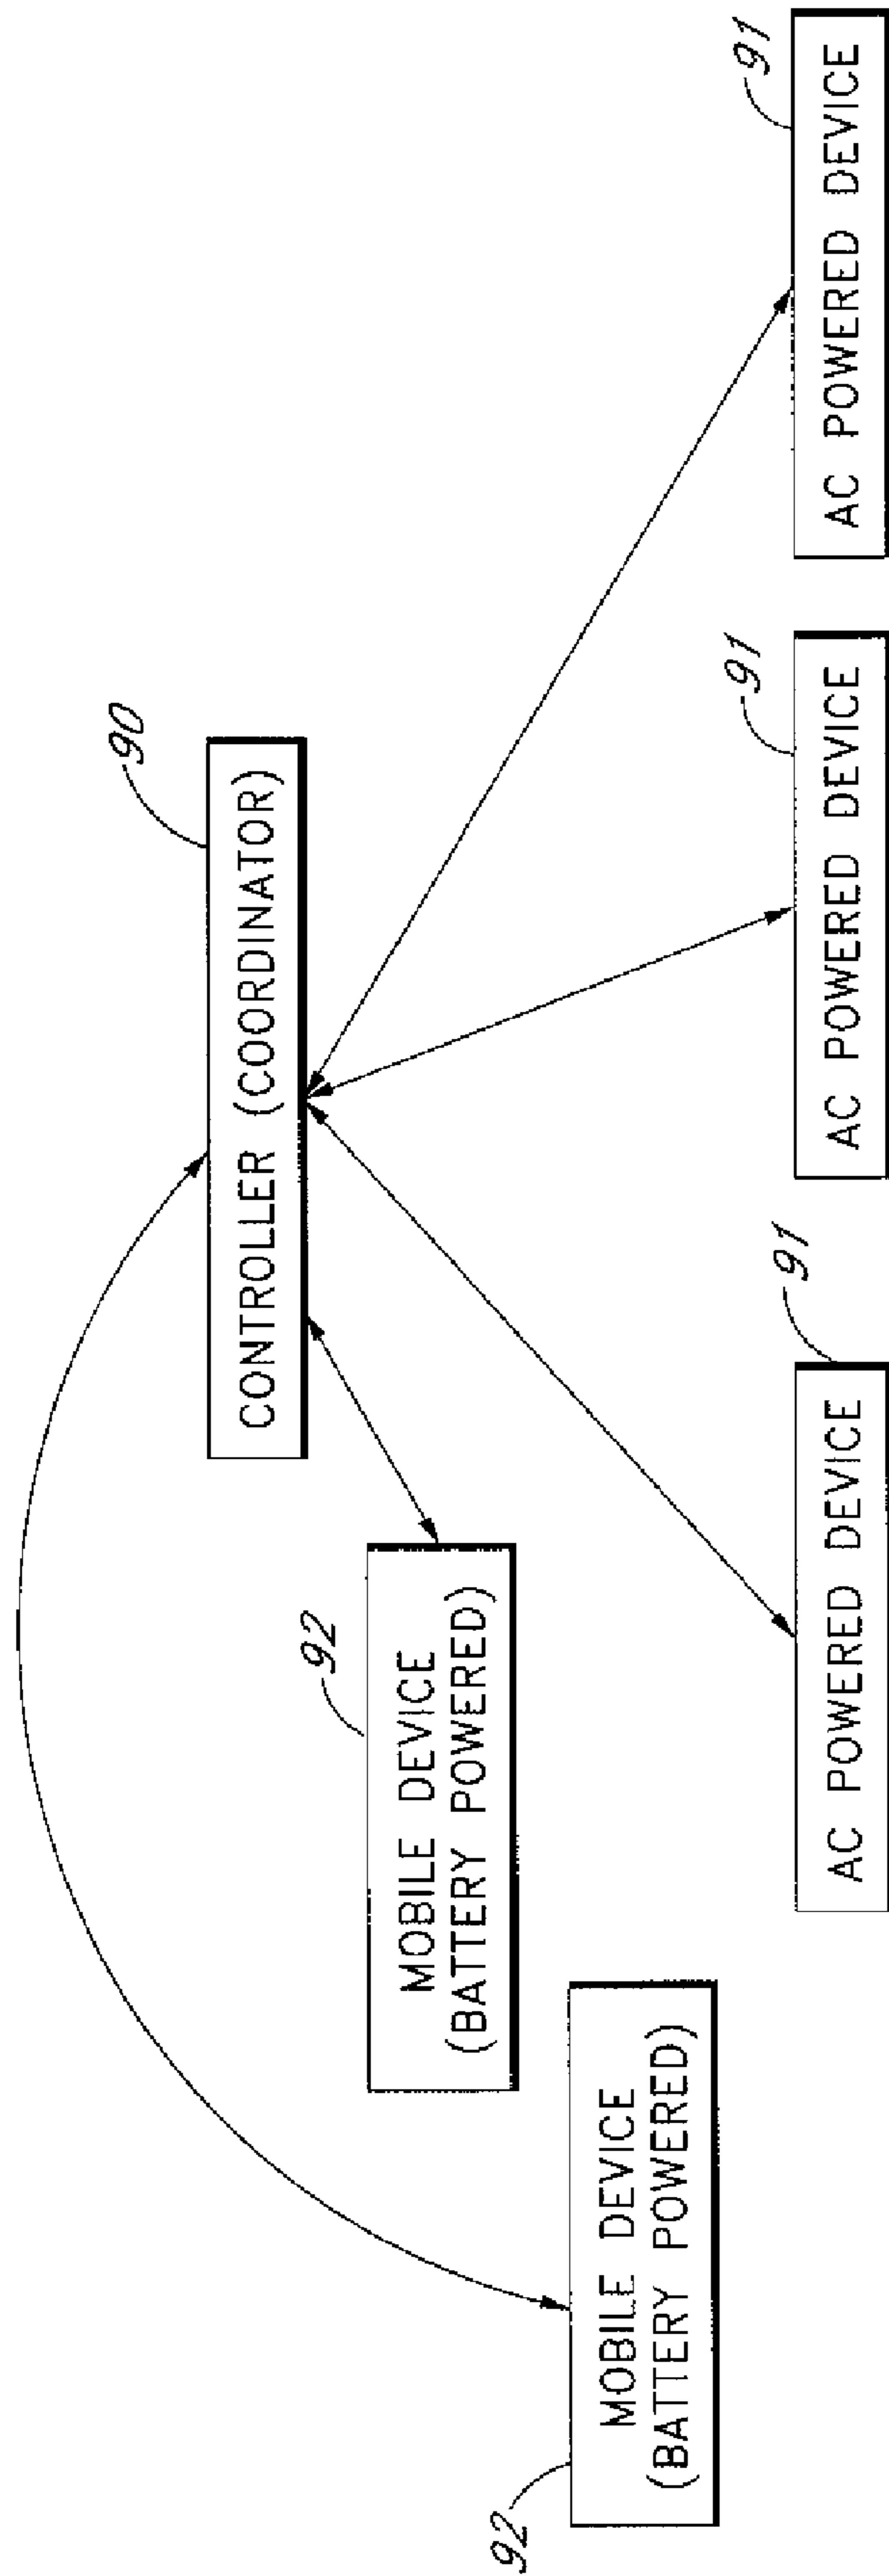 90
CONTROLLER (COORDINATOR)
92
MOBILE DEVICE
(BATTERY POWERED)
92
MOBILE DEVICE
(BATTERY POWERED)
91
AC POWERED DEVICE
91
AC POWERED DEVICE
91
AC POWERED DEVICE